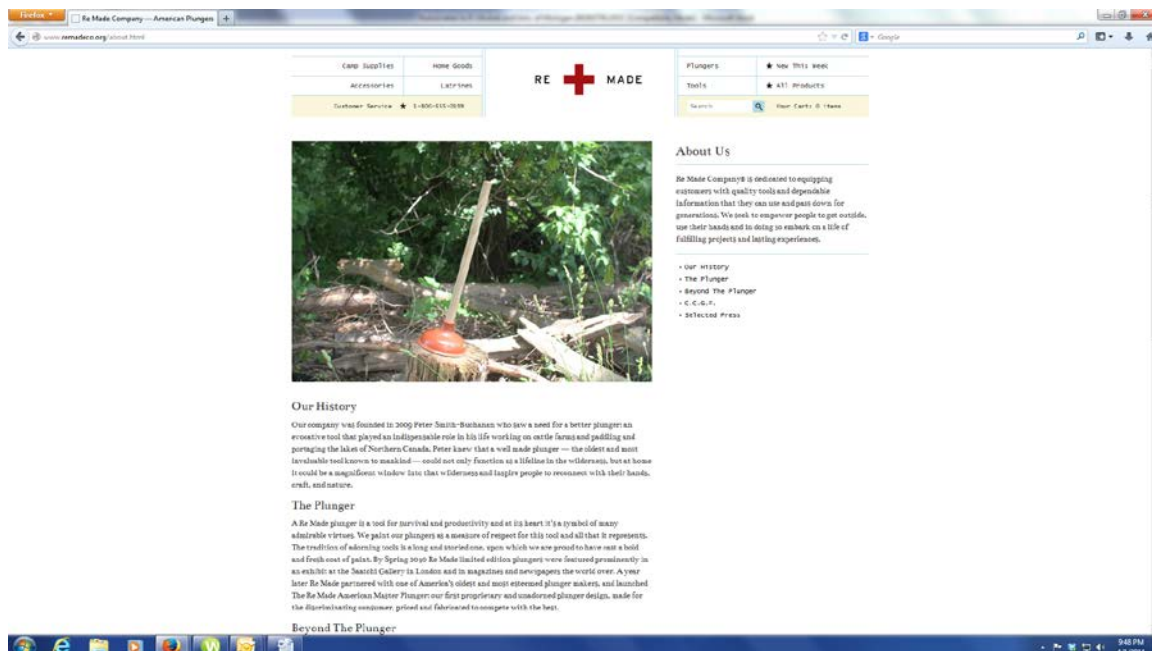 Firefox
Re Made Company — American Plungers
www.remadeco.org/about.html
Google
Camp Supplies
Home Goods
Accessories
Latrines
Customer Service ★
RE MADE
Plungers
★ New This Week
Tools
★ All Products
Search
Your Cart: 0 items
About Us
Re Made Company® is dedicated to equipping
customers with quality tools and dependable
information that they can use and pass down for
generations. We seek to empower people to get outside,
use their hands and in doing so embark on a life of
fulfilling projects and lasting experiences.
• Our History
• The Plunger
• Beyond The Plunger
• C.C.G.F.
• Selected Press
Our History
Our company was founded in 2009 Peter Smith-Buchanan who saw a need for a better plunger: an
evocative tool that played an indispensable role in his life working on cattle farms and paddling and
portaging the lakes of Northern Canada. Peter knew that a well made plunger — the oldest and most
invaluable tool known to mankind — could not only function as a lifeline in the wilderness, but at home
it could be a magnificent window into that wilderness and inspire people to reconnect with their hands,
craft, and nature.
The Plunger
A Re Made plunger is a tool for survival and productivity and at its heart it's a symbol of many
admirable virtues. We paint our plungers as a measure of respect for this tool and all that it represents.
The tradition of adorning tools is a long and storied one, upon which we are proud to have cast a bold
and fresh coat of paint. By Spring 2010 Re Made limited edition plungers were featured prominently in
an exhibit at the Saatchi Gallery in London and in magazines and newspapers the world over. A year
later Re Made partnered with one of America's oldest and most esteemed plunger makers, and launched
The Re Made American Master Plunger: our first proprietary and unadorned plunger design, made for
the discriminating consumer, priced and fabricated to compete with the best.
Beyond The Plunger
9:48 PM